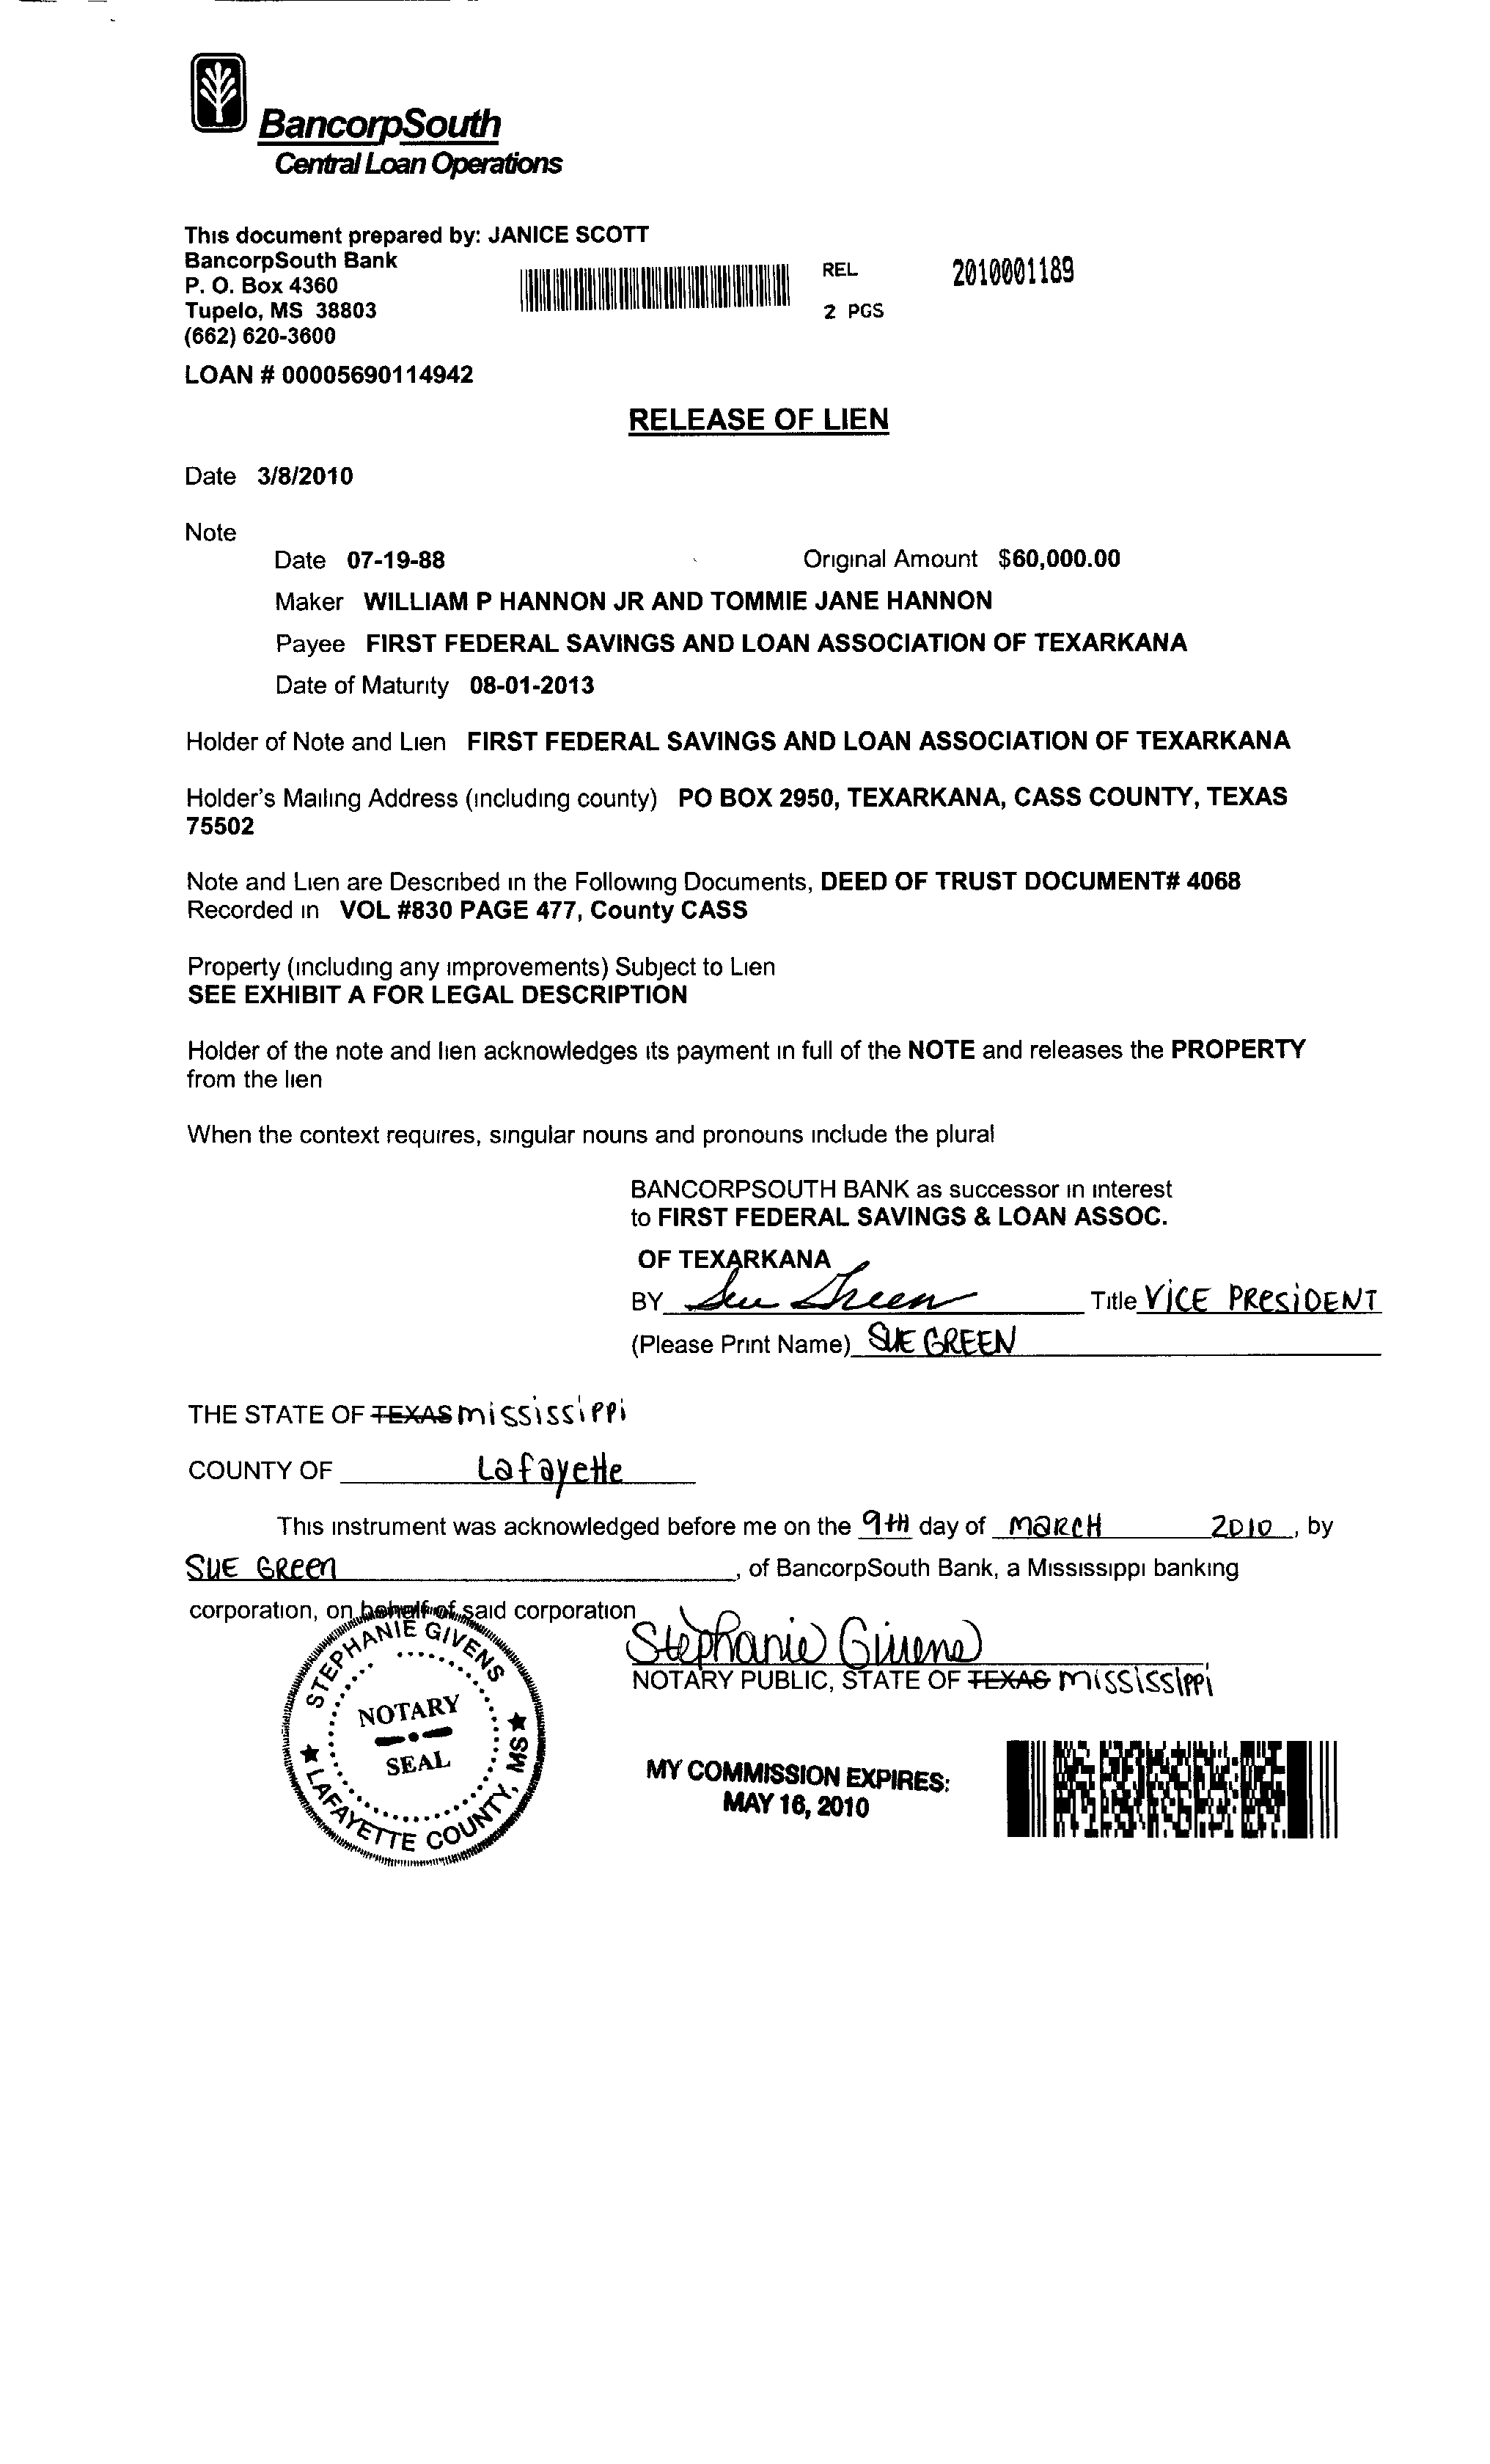 BancorpSouth
Central Loan Operations
This document prepared by: JANICE SCOTT
BancorpSouth Bank
P. O. Box 4360
Tupelo, MS 38803
(662) 620-3600
REL 2010001189
2 PGS
LOAN # 00005690114942
RELEASE OF LIEN
Date 3/8/2010
Note
Date 07-19-88 Original Amount $60,000.00
Maker WILLIAM P HANNON JR AND TOMMIE JANE HANNON
Payee FIRST FEDERAL SAVINGS AND LOAN ASSOCIATION OF TEXARKANA
Date of Maturity 08-01-2013
Holder of Note and Lien FIRST FEDERAL SAVINGS AND LOAN ASSOCIATION OF TEXARKANA
Holder's Mailing Address (including county) PO BOX 2950, TEXARKANA, CASS COUNTY, TEXAS
75502
Note and Lien are Described in the Following Documents, DEED OF TRUST DOCUMENT# 4068
Recorded in VOL #830 PAGE 477, County CASS
Property (including any improvements) Subject to Lien
SEE EXHIBIT A FOR LEGAL DESCRIPTION
Holder of the note and lien acknowledges its payment in full of the NOTE and releases the PROPERTY
from the lien
When the context requires, singular nouns and pronouns include the plural
BANCORPSOUTH BANK as successor in interest
to FIRST FEDERAL SAVINGS & LOAN ASSOC.
OF TEXARKANA
BY Sue Green Title VICE PRESIDENT
(Please Print Name) SUE GREEN
THE STATE OF TEXAS mississippi
COUNTY OF Lafayette
This instrument was acknowledged before me on the 9TH day of MARCH 2010, by
SUE GReen, of BancorpSouth Bank, a Mississippi banking
corporation, on behalf of said corporation
Stephanie Givens
NOTARY PUBLIC, STATE OF TEXAS mississippi
STEPHANIE GIVENS
NOTARY
SEAL
LAFAYETTE COUNTY, MS
MY COMMISSION EXPIRES:
MAY 16, 2010